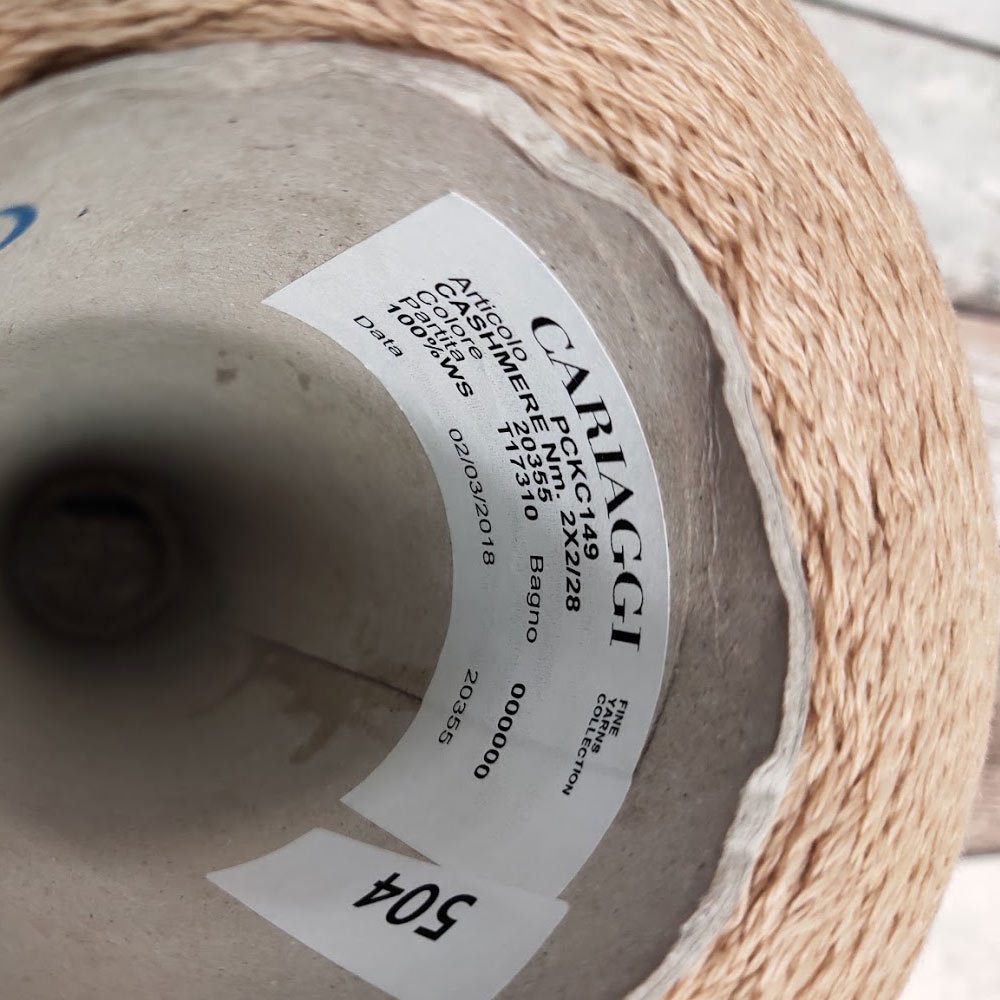 CARIAGGI
FINE
YARNS
COLLECTION
Articolo PCKC149
CASHMERE Nm. 2X2/28
Colore 20355
Partita T17310 Bagno 000000
100%WS
Data 02/03/2018 20355
504